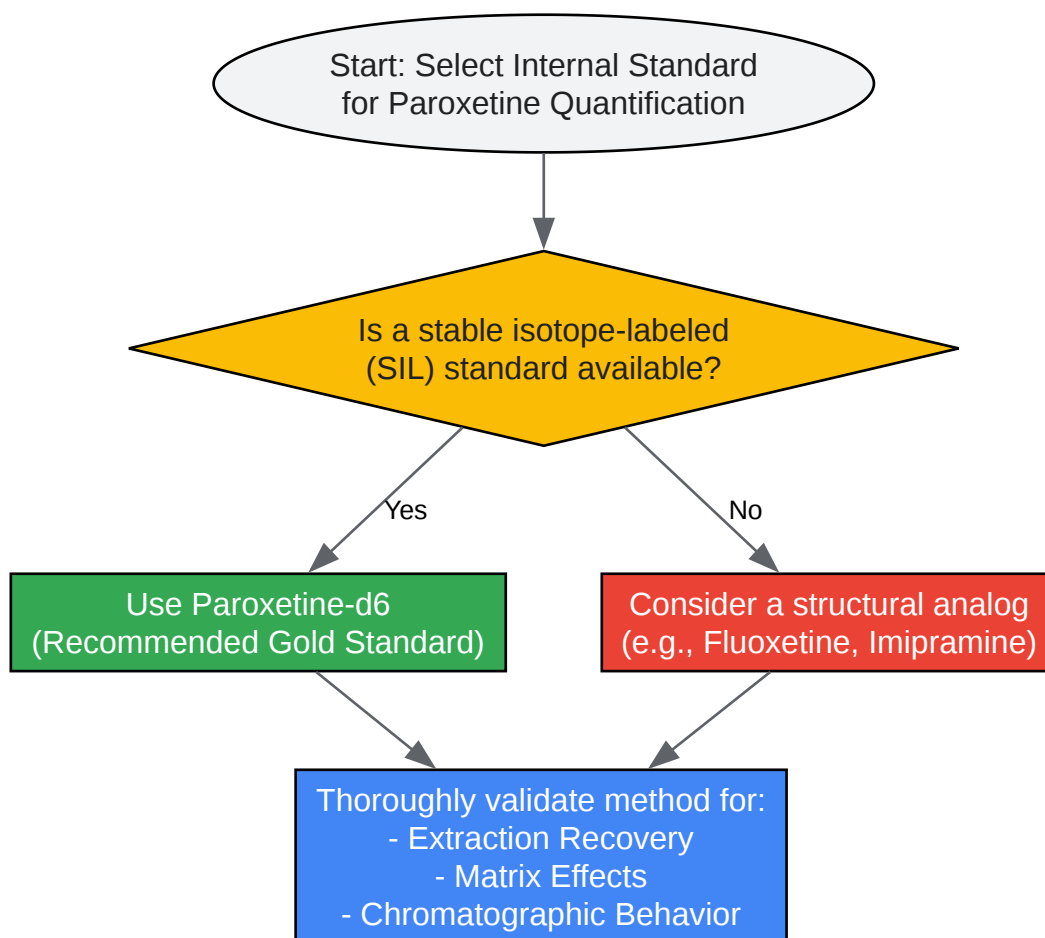 Start: Select Internal Standard
for Paroxetine Quantification
Is a stable isotope-labeled
(SIL) standard available?
Yes
No
Use Paroxetine-d6
(Recommended Gold Standard)
Consider a structural analog
(e.g., Fluoxetine, Imipramine)
Thoroughly validate method for:
- Extraction Recovery
- Matrix Effects
- Chromatographic Behavior